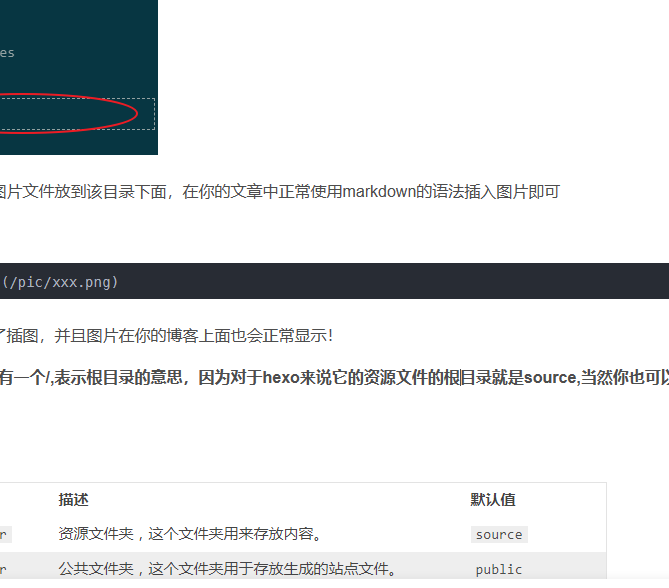 es
图片文件放到该目录下面，在你的文章中正常使用markdown的语法插入图片即可
(/pic/xxx.png)
了插图，并且图片在你的博客上面也会正常显示！
有一个/,表示根目录的意思，因为对于hexo来说它的资源文件的根目录就是source,当然你也可以
描述 默认值
r 资源文件夹，这个文件夹用来存放内容。 source
r 公共文件夹，这个文件夹用于存放生成的站点文件。 public